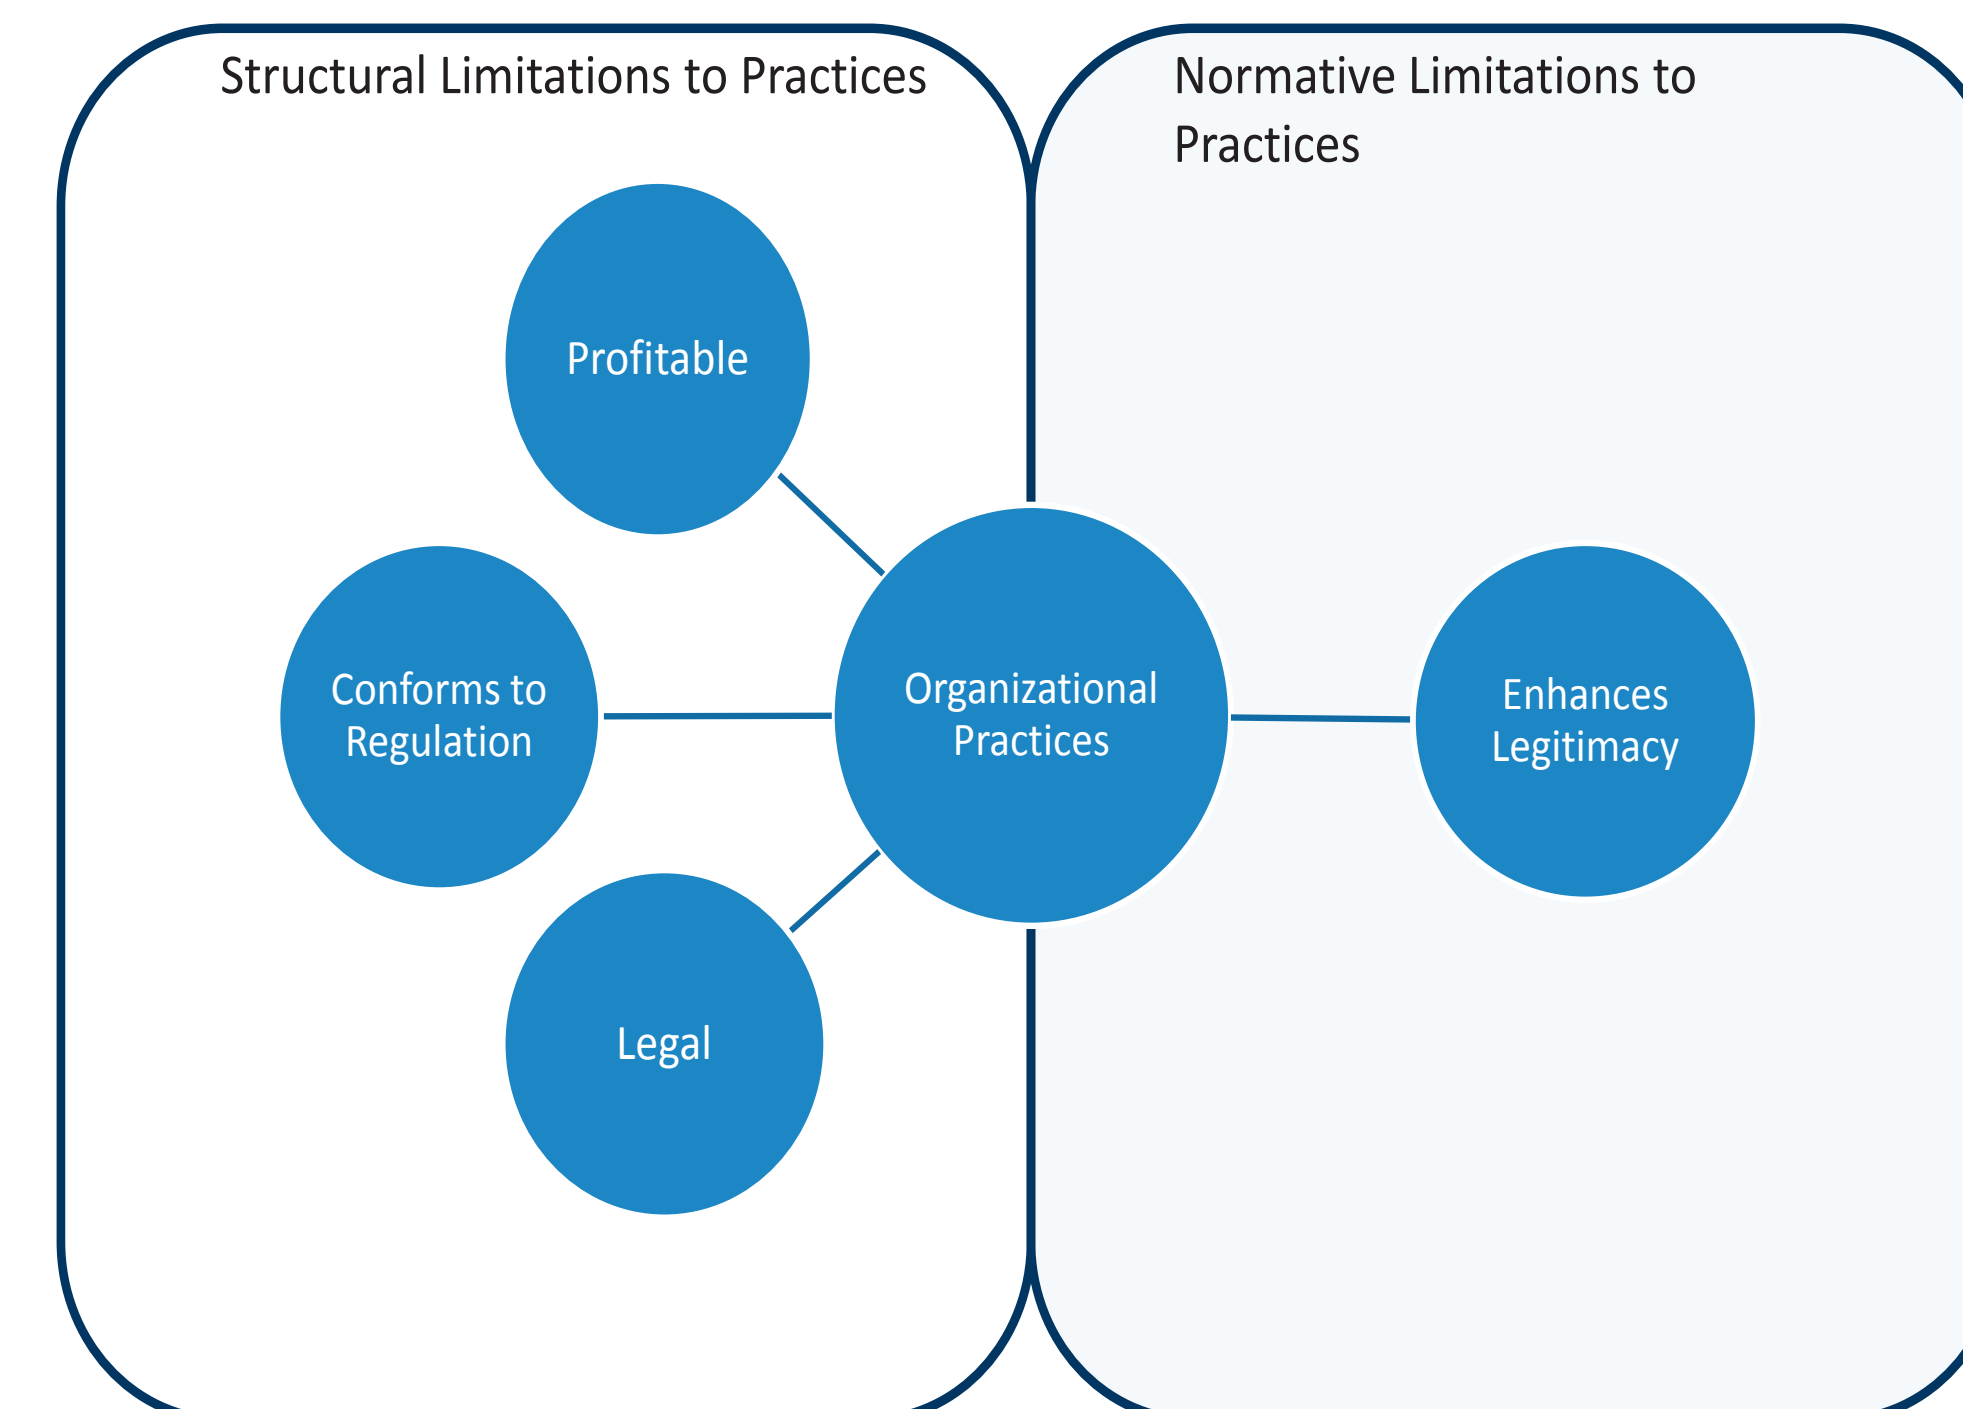 Structural Limitations to Practices
Normative Limitations to
Practices
Profitable
Conforms to
Regulation
Organizational
Practices
Enhances
Legitimacy
Legal